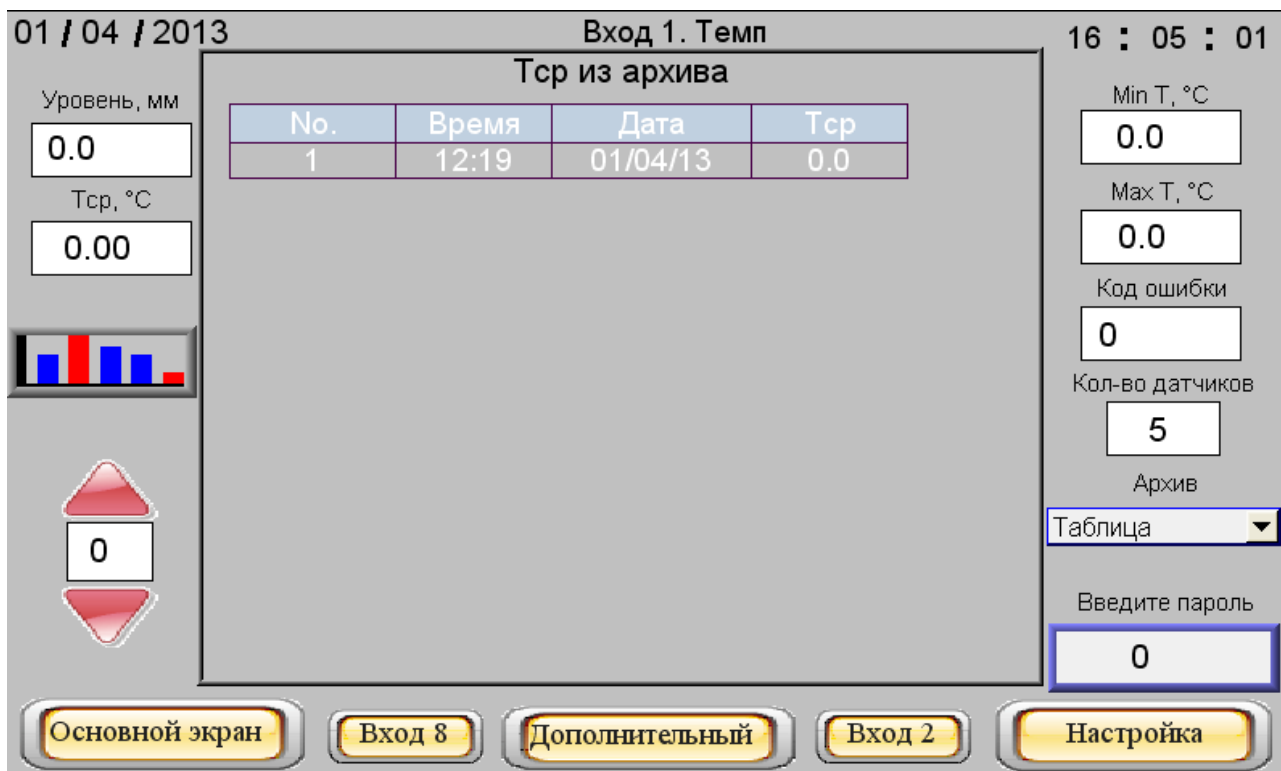 01 / 04 / 2013
Вход 1. Темп
16 : 05 : 01
Тср из архива
Уровень, мм
0.0
Тср, °C
0.00
0
No. Время Дата Тср
1 12:19 01/04/13 0.0
Min T, °C
0.0
Max T, °C
0.0
Код ошибки
0
Кол-во датчиков
5
Архив
Таблица
Введите пароль
0
Основной экран
Вход 8
Дополнительный
Вход 2
Настройка